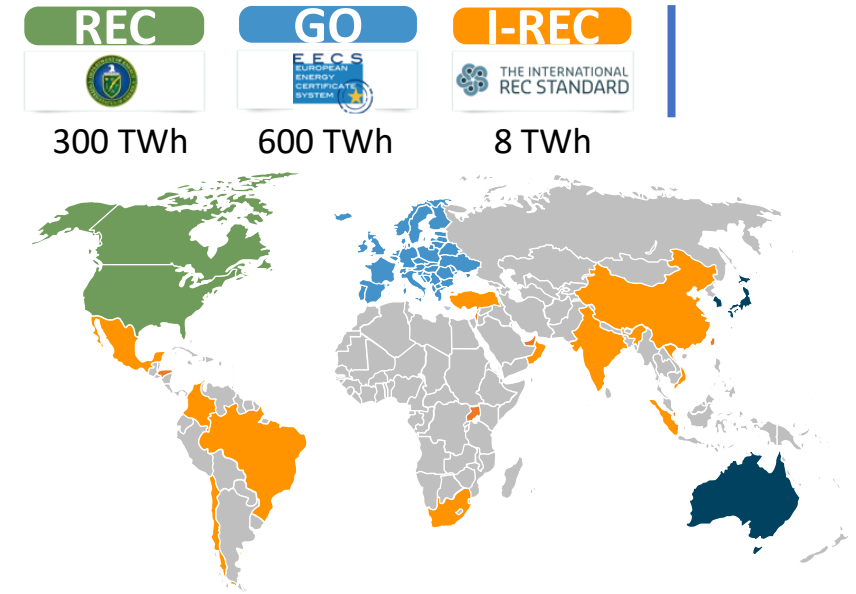 REC
GO
I-REC
EECS
EUROPEAN
ENERGY
CERTIFICATE
SYSTEM
THE INTERNATIONAL
REC STANDARD
300 TWh
600 TWh
8 TWh